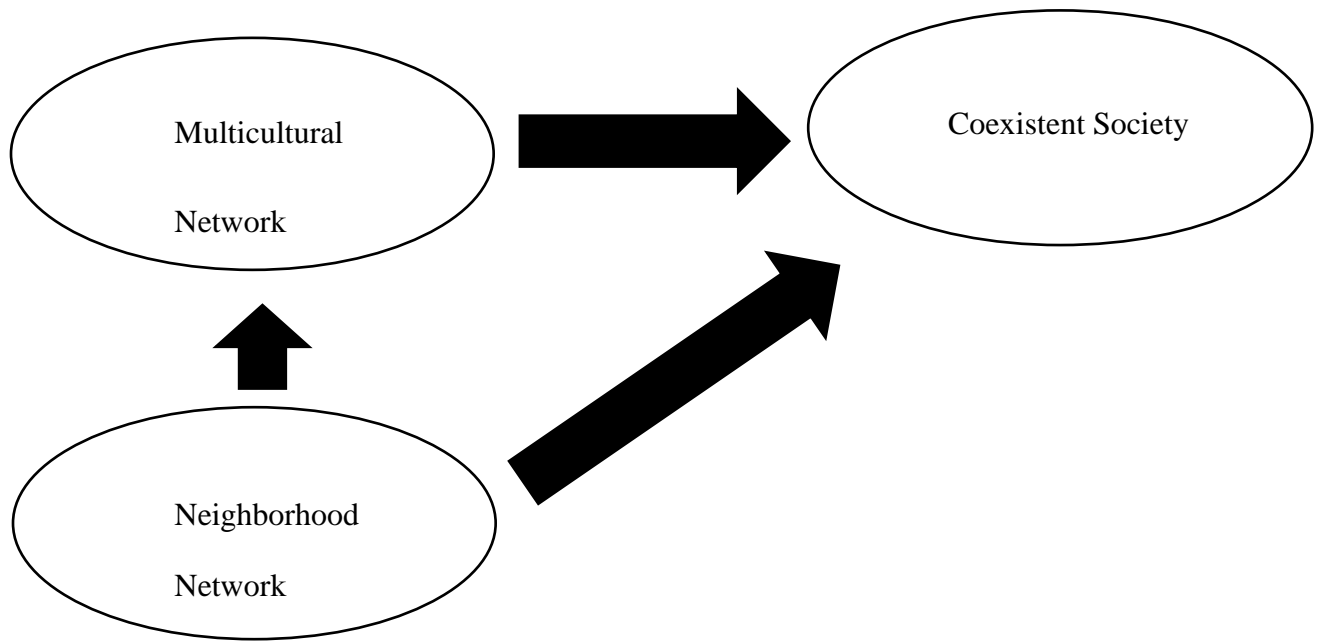 Multicultural
Network
Coexistent Society
Neighborhood
Network